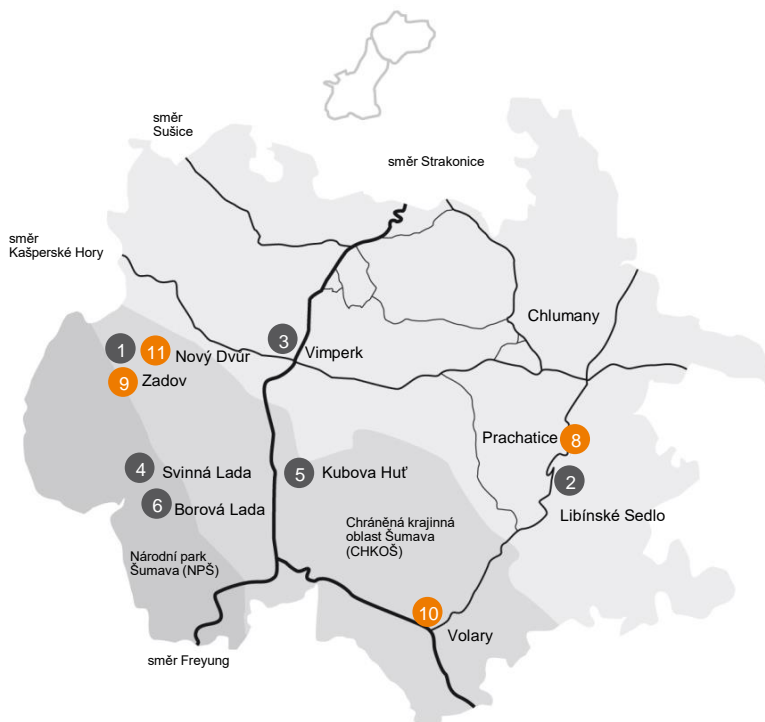 směr
Sušice
směr Strakonice
směr
Kašperské Hory
Chlumany
3
1
11
Nový Dvůr
Vimperk
9
Zadov
Prachatice
8
4
Svinná Lada
5
Kubova Huť
2
6
Borová Lada
Libínské Sedlo
Chráněná krajinná
oblast Šumava
(CHKOŠ)
Národní park
Šumava (NPŠ)
10
Volary
směr Freyung